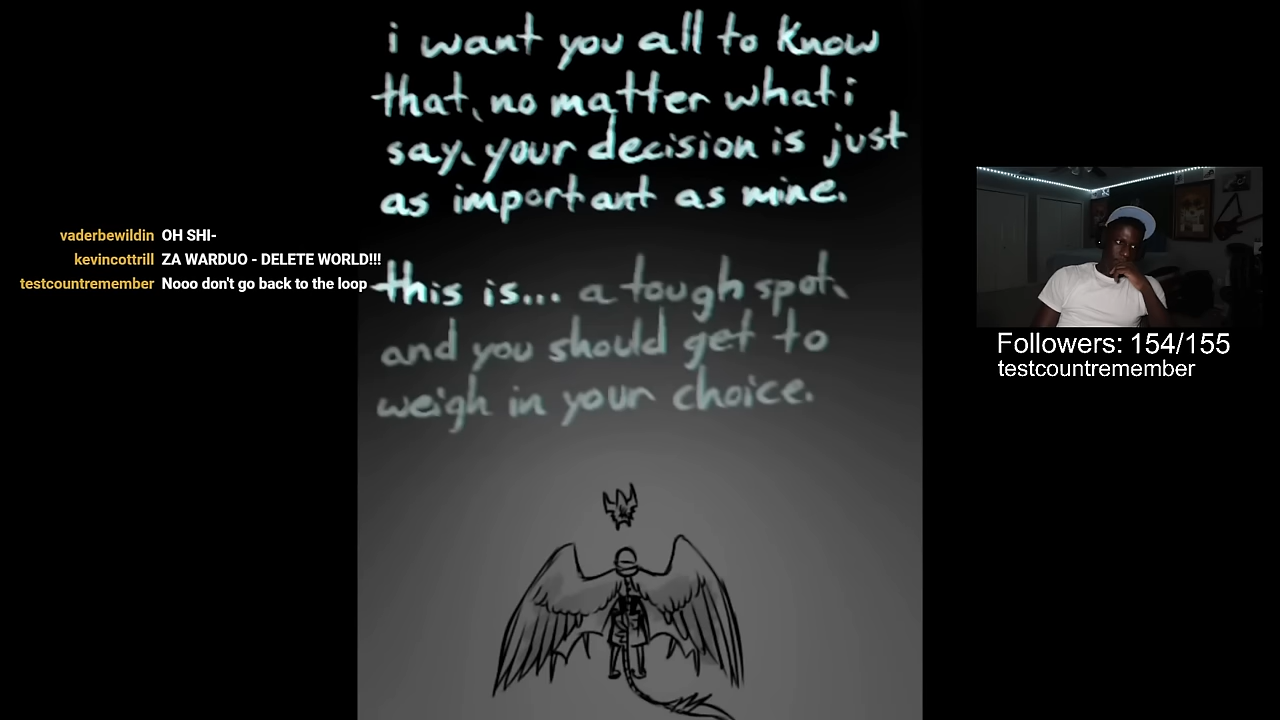 i want you all to know
that, no matter what i
say, your decision is just
as important as mine.
this is... a tough spot,
and you should get to
weigh in your choice.
vaderbewildin OH SHI-
kevincottrill ZA WARDUO - DELETE WORLD!!!
testcountremember Nooo don't go back to the loop
Followers: 154/155
testcountremember